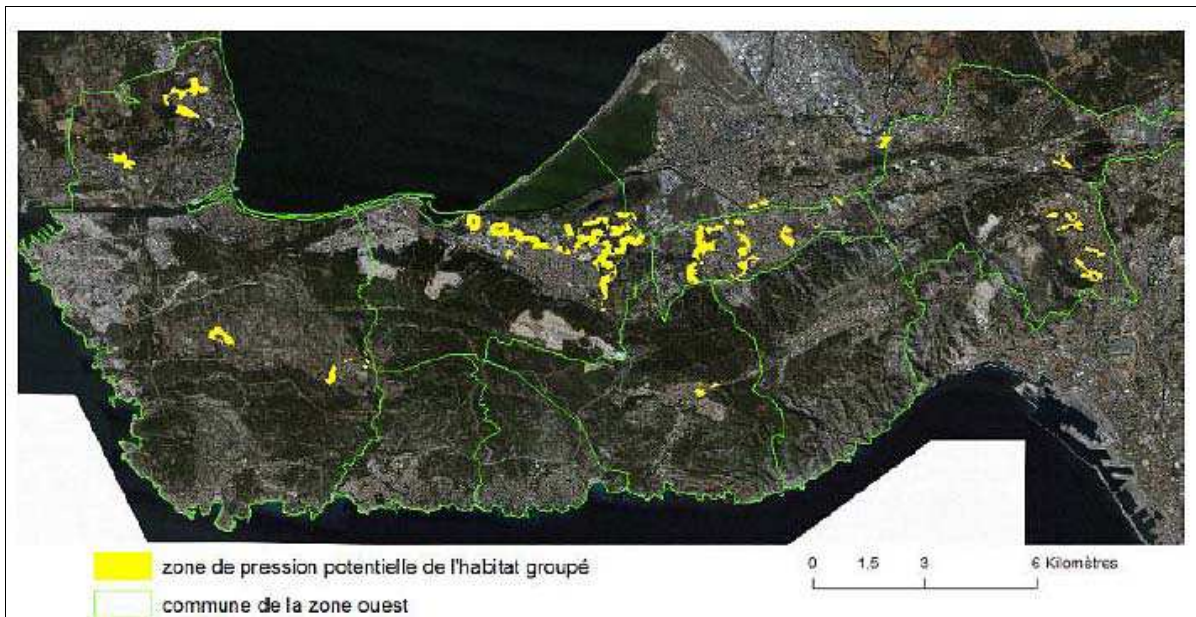 zone de pression potentielle de l'habitat groupé
commune de la zone ouest
0 1,5 3 6 Kilomètres